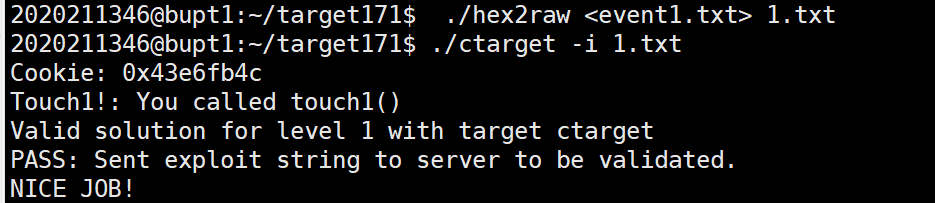 2020211346@bupt1:~/target171$  ./hex2raw <event1.txt> 1.txt
2020211346@bupt1:~/target171$ ./ctarget -i 1.txt
Cookie: 0x43e6fb4c
Touch1!: You called touch1()
Valid solution for level 1 with target ctarget
PASS: Sent exploit string to server to be validated.
NICE JOB!